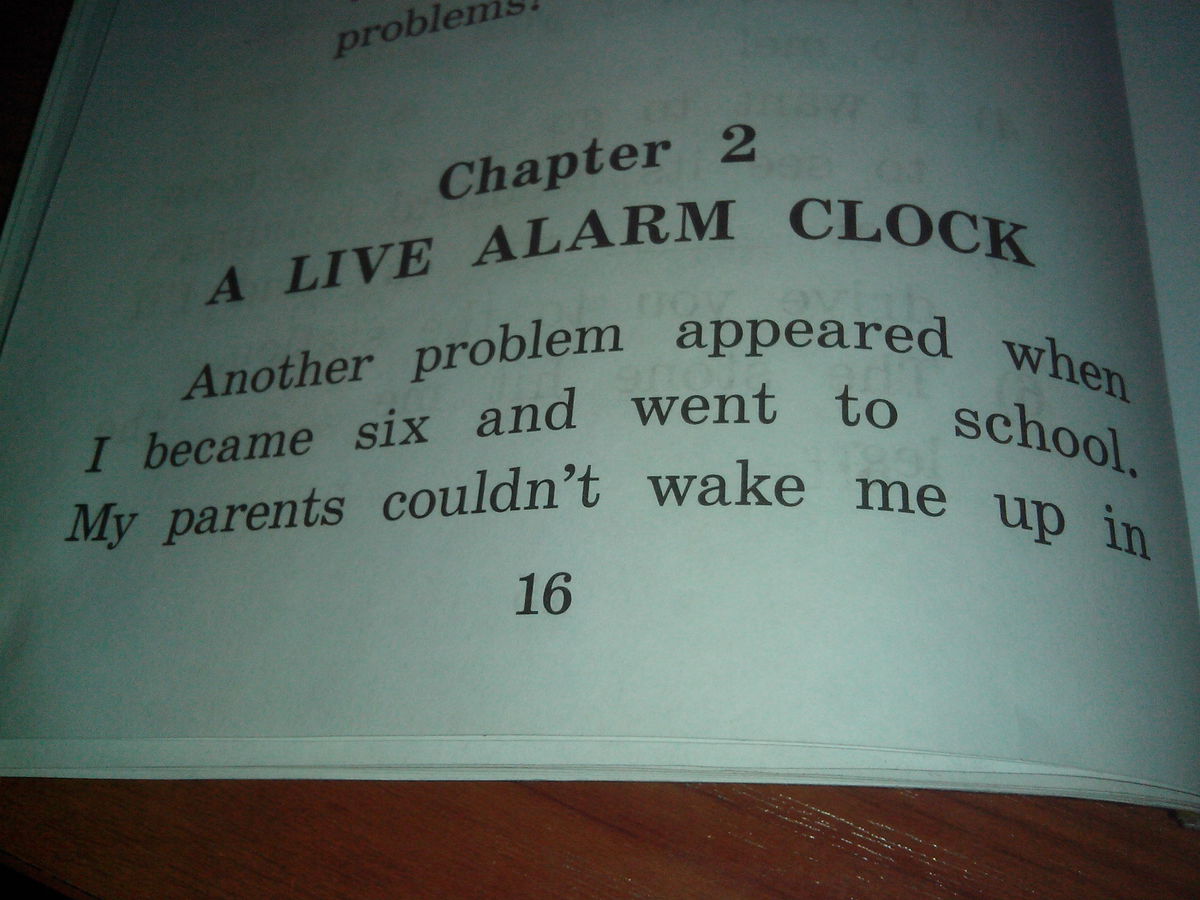 problems.
Chapter 2
A LIVE ALARM CLOCK
Another problem appeared when
I became six and went to school.
My parents couldn't wake me up in
16